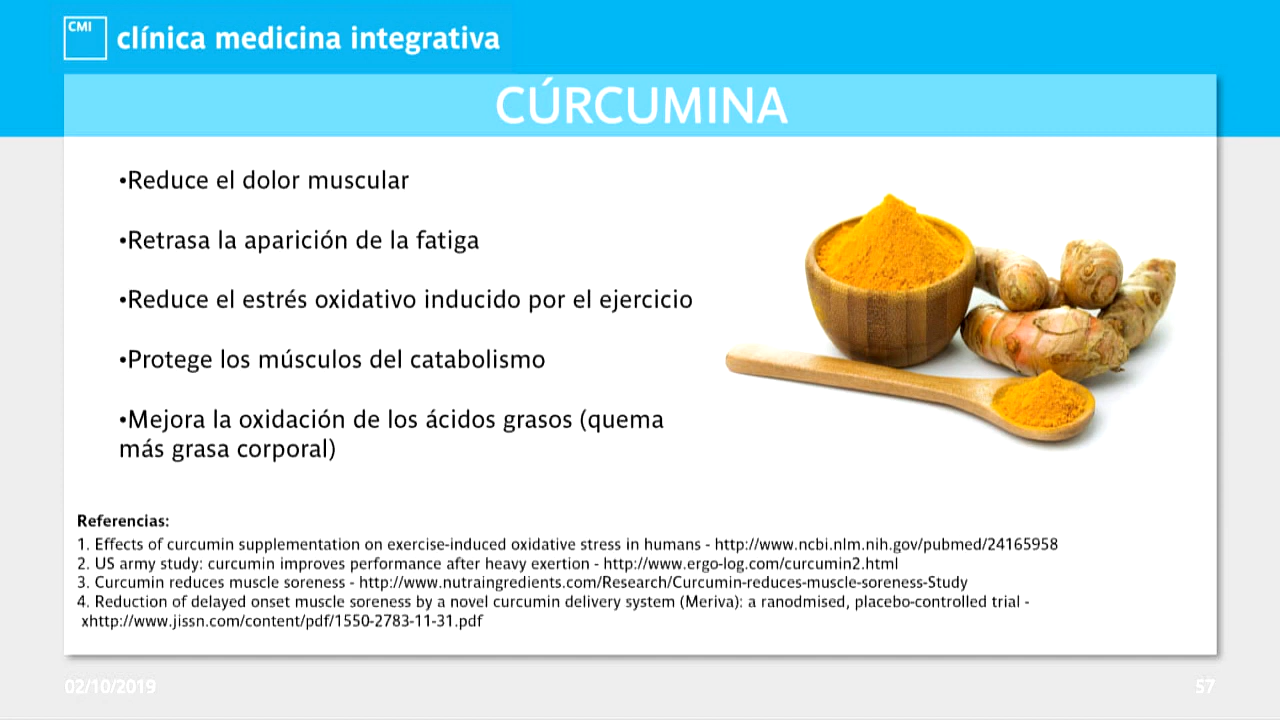 CMI
clínica medicina integrativa
CÚRCUMINA
•Reduce el dolor muscular
•Retrasa la aparición de la fatiga
•Reduce el estrés oxidativo inducido por el ejercicio
•Protege los músculos del catabolismo
•Mejora la oxidación de los ácidos grasos (quema
más grasa corporal)
Referencias:
1. Effects of curcumin supplementation on exercise-induced oxidative stress in humans - http://www.ncbi.nlm.nih.gov/pubmed/24165958
2. US army study: curcumin improves performance after heavy exertion - http://www.ergo-log.com/curcumin2.html
3. Curcumin reduces muscle soreness - http://www.nutraingredients.com/Research/Curcumin-reduces-muscle-soreness-Study
4. Reduction of delayed onset muscle soreness by a novel curcumin delivery system (Meriva): a ranodmised, placebo-controlled trial -
xhttp://www.jissn.com/content/pdf/1550-2783-11-31.pdf
02/10/2019
57